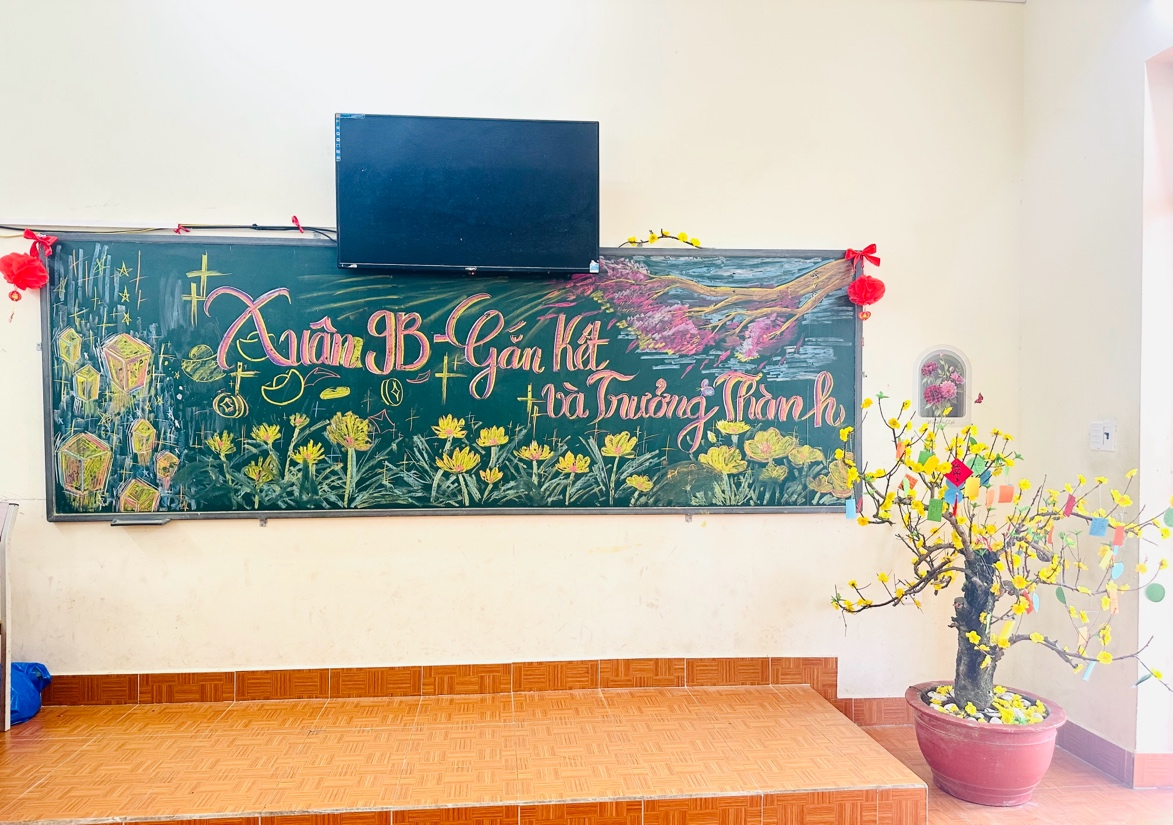 Xuân 9B - Gắn Kết
và Trưởng Thành